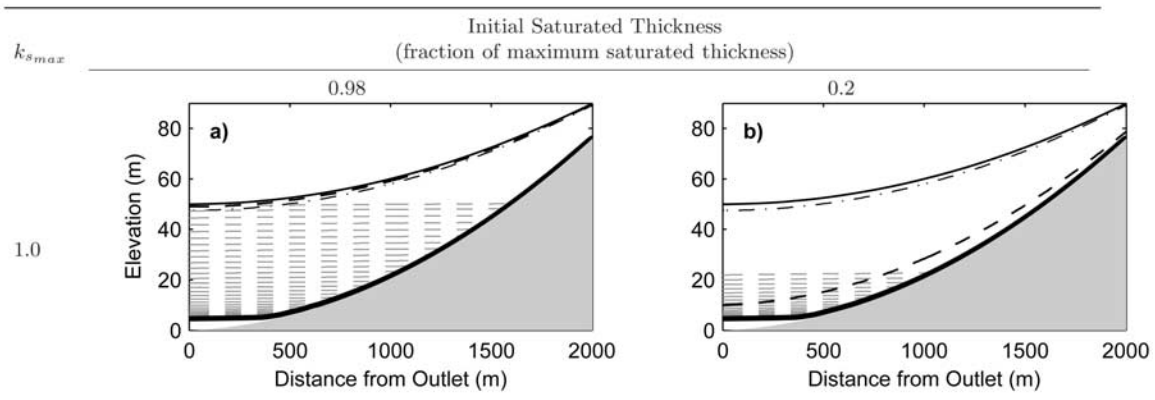 Initial Saturated Thickness
k_{s_{max}} (fraction of maximum saturated thickness)
0.98 0.2
1.0
a)
80
60
40
20
0
Elevation (m)
0 500 1000 1500 2000
Distance from Outlet (m)
b)
80
60
40
20
0
0 500 1000 1500 2000
Distance from Outlet (m)